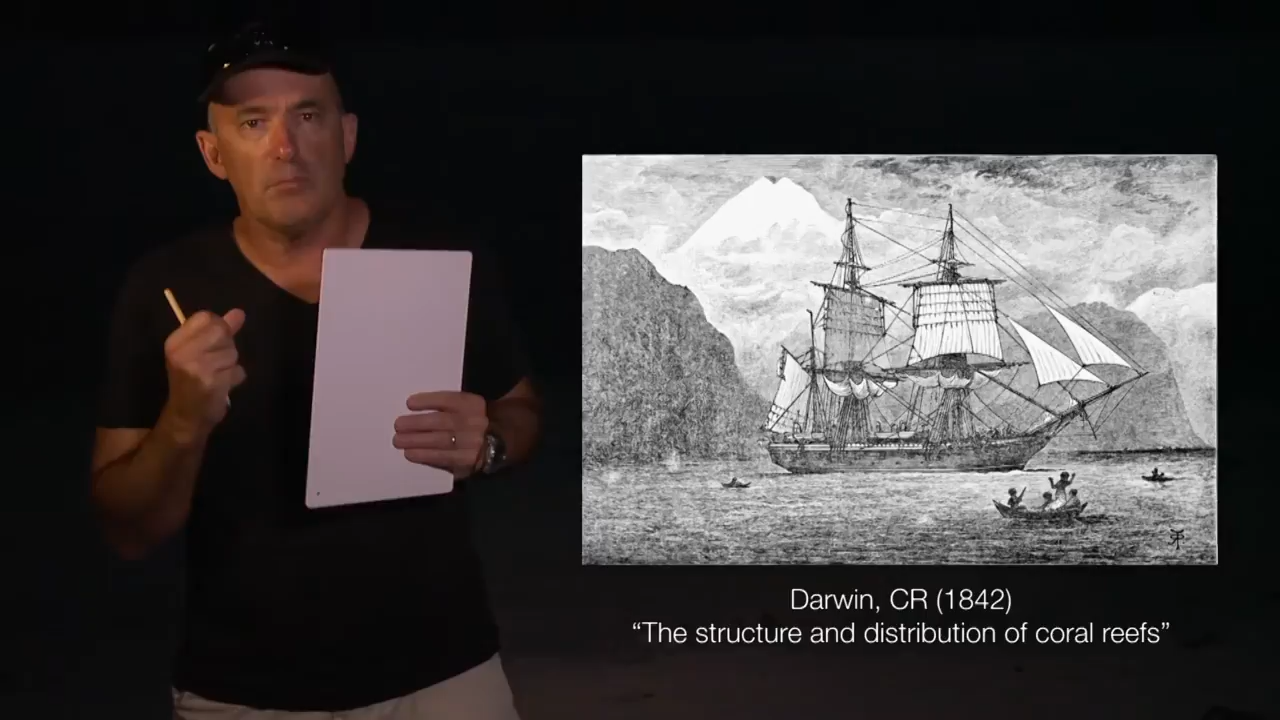 Darwin, CR (1842)
“The structure and distribution of coral reefs”